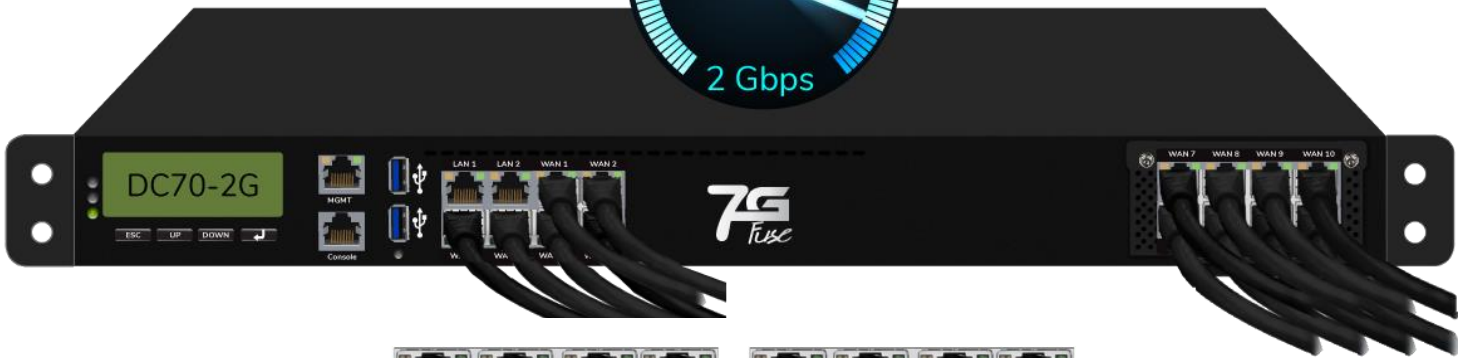 2 Gbps
DC70-2G
ESC UP DOWN
MGMT
Console
LAN 1 LAN 2 WAN 1 WAN 2
7G
Fuse
WAN 7 WAN 8 WAN 9 WAN 10